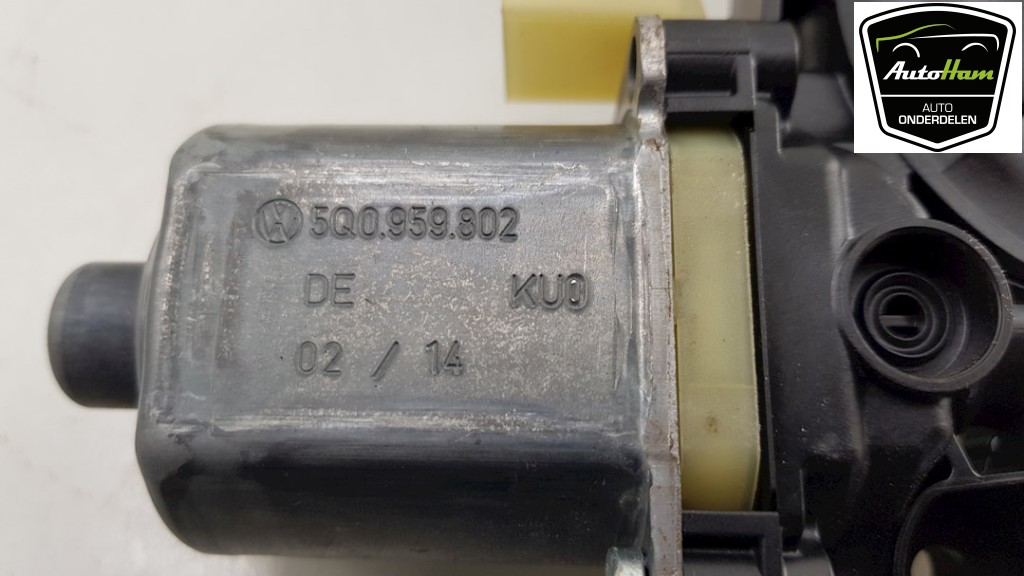 AutoHam
AUTO
ONDERDELEN
5Q0.959.802
DE KU0
02 / 14